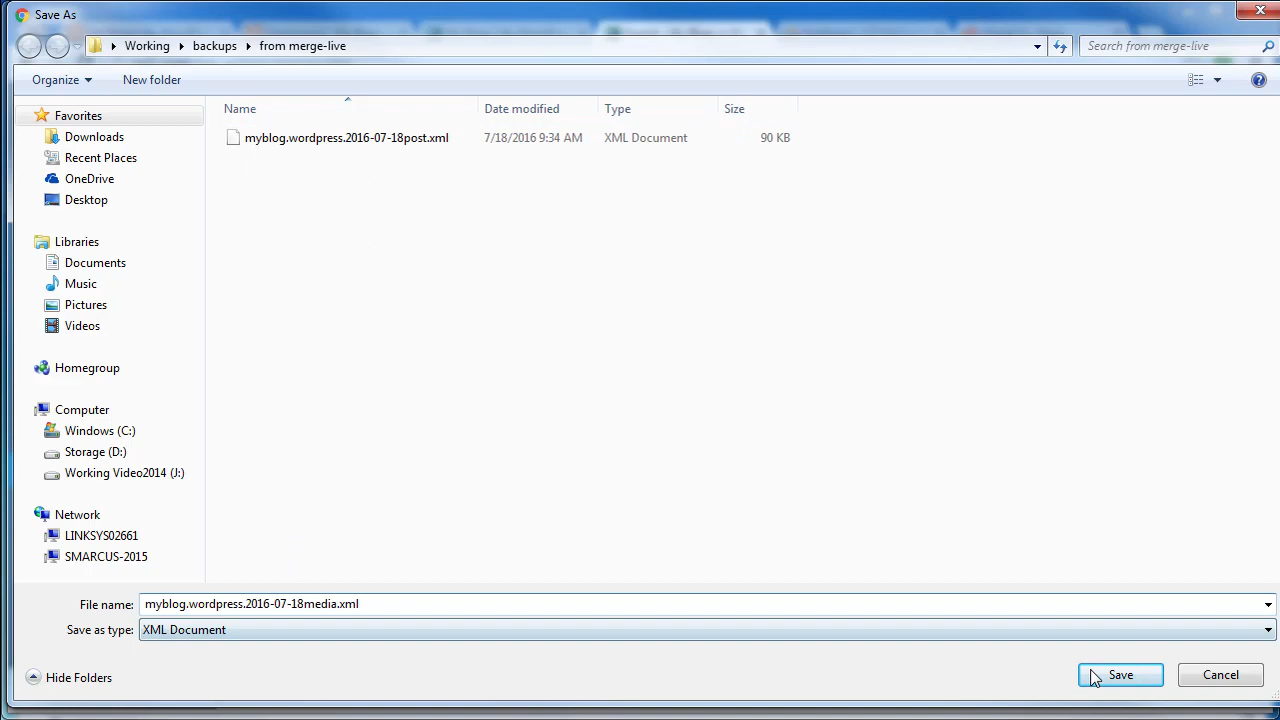 Save As
Working backups from merge-live
Search from merge-live
Organize New folder
Name Date modified Type Size
myblog.wordpress.2016-07-18post.xml 7/18/2016 9:34 AM XML Document 90 KB
Favorites
Downloads
Recent Places
OneDrive
Desktop
Libraries
Documents
Music
Pictures
Videos
Homegroup
Computer
Windows (C:)
Storage (D:)
Working Video2014 (J:)
Network
LINKSYS02661
SMARCUS-2015
File name: myblog.wordpress.2016-07-18media.xml
Save as type: XML Document
Hide Folders Save Cancel